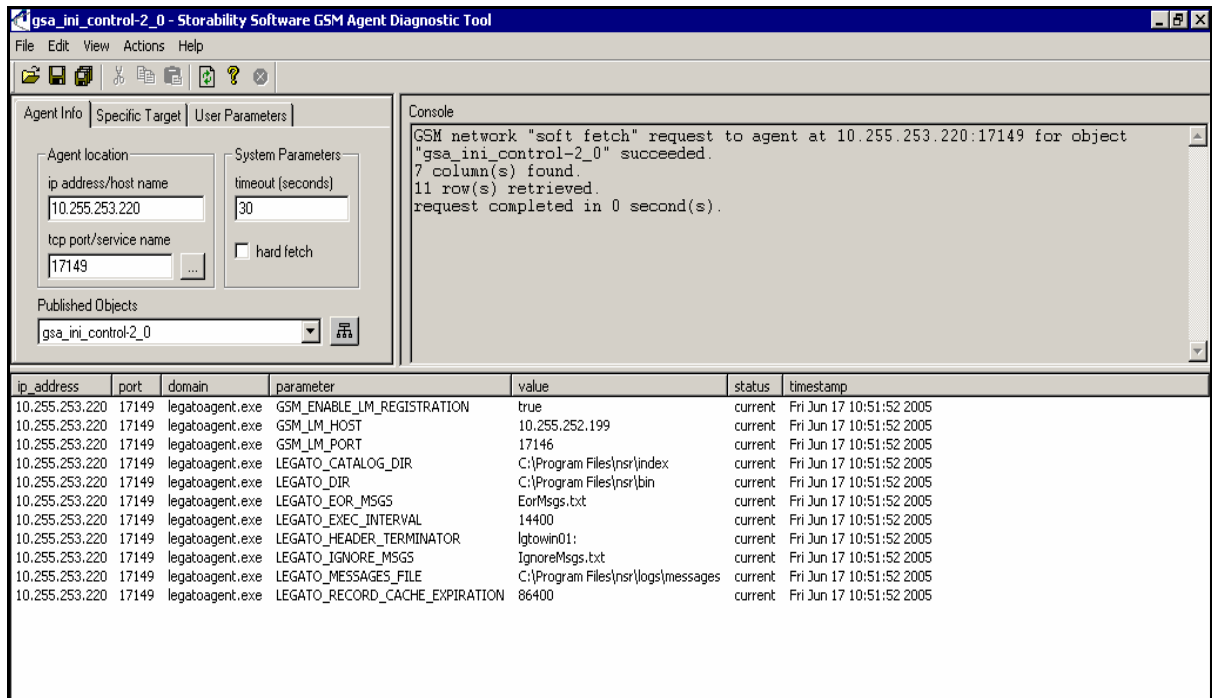 gsa_ini_control-2_0 - Storability Software GSM Agent Diagnostic Tool
File Edit View Actions Help
Agent Info Specific Target User Parameters
Agent location
ip address/host name
10.255.253.220
tcp port/service name
17149
...
System Parameters
timeout (seconds)
30
hard fetch
Published Objects
gsa_ini_control-2_0
Console
GSM network "soft fetch" request to agent at 10.255.253.220:17149 for object
"gsa_ini_control-2_0" succeeded.
7 column(s) found.
11 row(s) retrieved.
request completed in 0 second(s).
ip_address port domain parameter value status timestamp
10.255.253.220 17149 legatoagent.exe GSM_ENABLE_LM_REGISTRATION true current Fri Jun 17 10:51:52 2005
10.255.253.220 17149 legatoagent.exe GSM_LM_HOST 10.255.252.199 current Fri Jun 17 10:51:52 2005
10.255.253.220 17149 legatoagent.exe GSM_LM_PORT 17146 current Fri Jun 17 10:51:52 2005
10.255.253.220 17149 legatoagent.exe LEGATO_CATALOG_DIR C:\Program Files\nsr\index current Fri Jun 17 10:51:52 2005
10.255.253.220 17149 legatoagent.exe LEGATO_DIR C:\Program Files\nsr\bin current Fri Jun 17 10:51:52 2005
10.255.253.220 17149 legatoagent.exe LEGATO_EOR_MSGS EorMsgs.txt current Fri Jun 17 10:51:52 2005
10.255.253.220 17149 legatoagent.exe LEGATO_EXEC_INTERVAL 14400 current Fri Jun 17 10:51:52 2005
10.255.253.220 17149 legatoagent.exe LEGATO_HEADER_TERMINATOR lgtowin01: current Fri Jun 17 10:51:52 2005
10.255.253.220 17149 legatoagent.exe LEGATO_IGNORE_MSGS IgnoreMsgs.txt current Fri Jun 17 10:51:52 2005
10.255.253.220 17149 legatoagent.exe LEGATO_MESSAGES_FILE C:\Program Files\nsr\logs\messages current Fri Jun 17 10:51:52 2005
10.255.253.220 17149 legatoagent.exe LEGATO_RECORD_CACHE_EXPIRATION 86400 current Fri Jun 17 10:51:52 2005